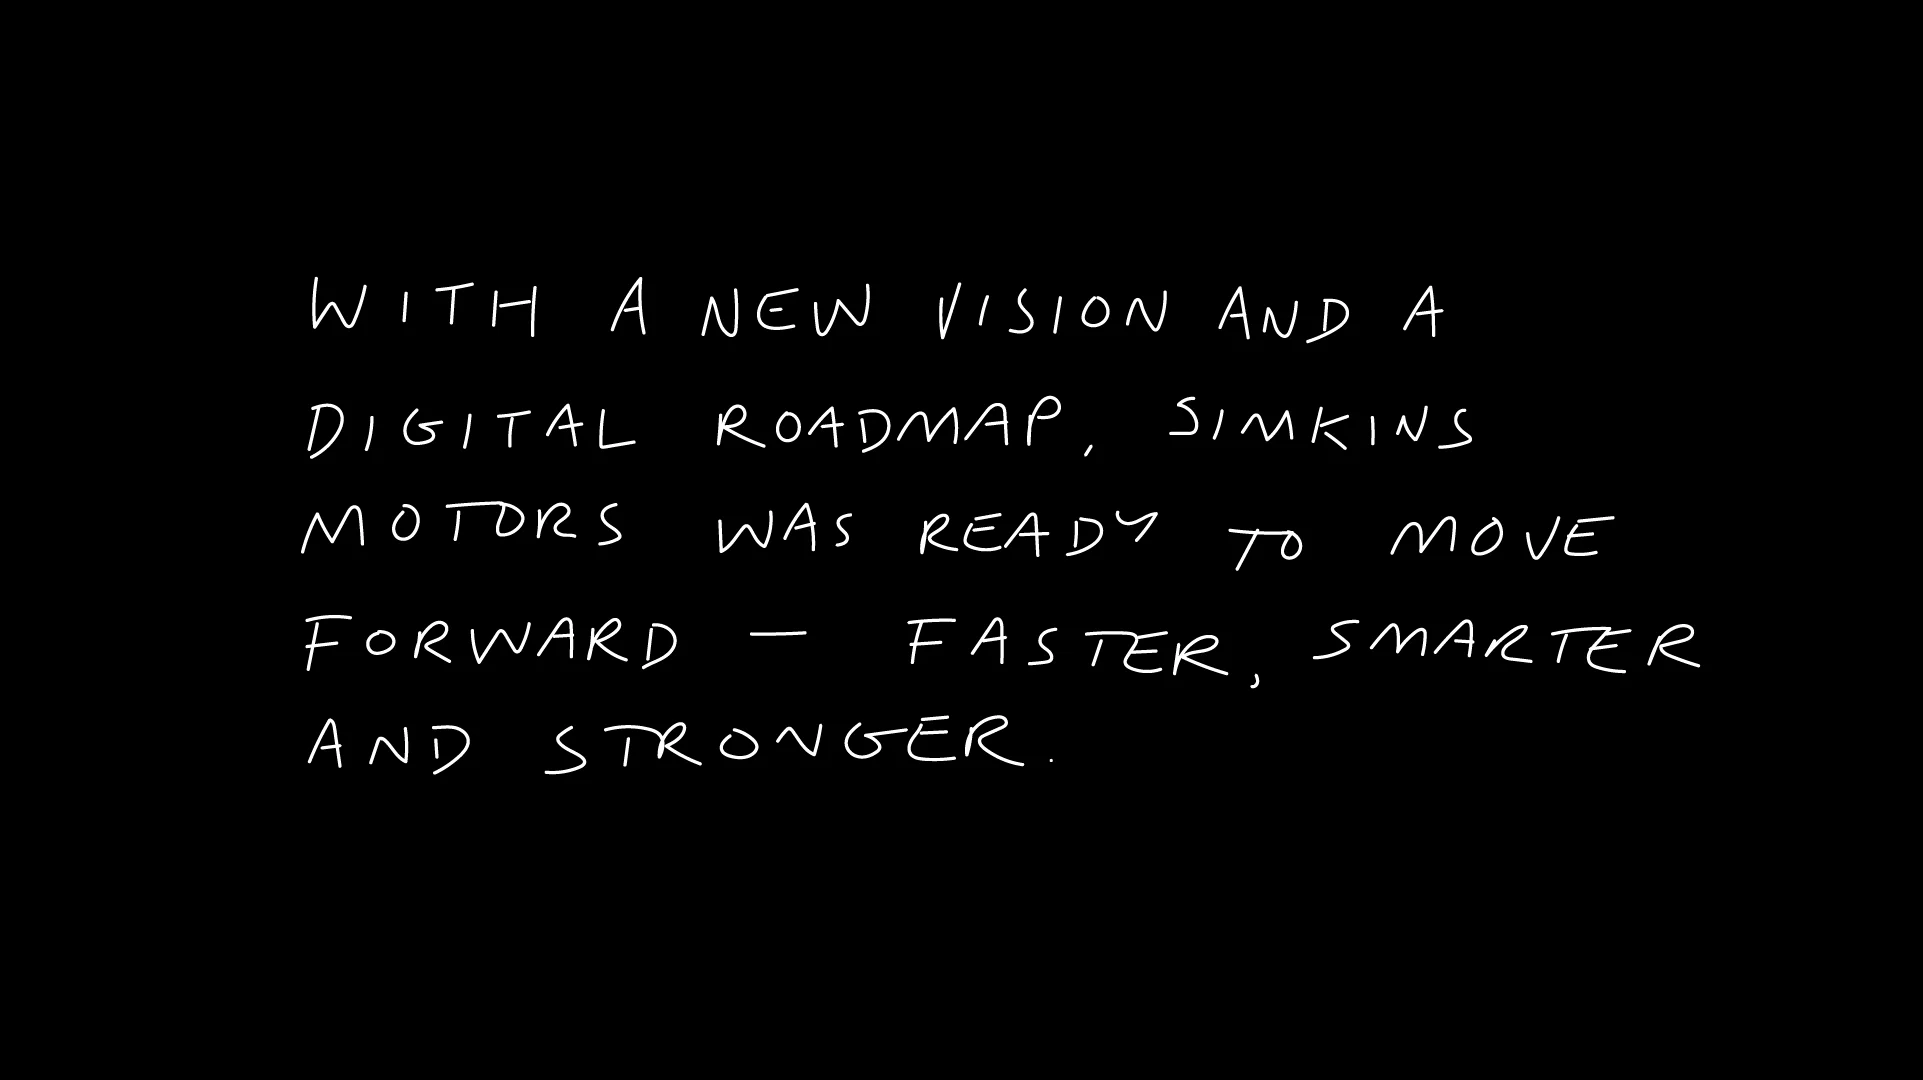 WITH A NEW VISION AND A
DIGITAL ROADMAP, SIMKINS
MOTORS WAS READY TO MOVE
FORWARD — FASTER, SMARTER
AND STRONGER.